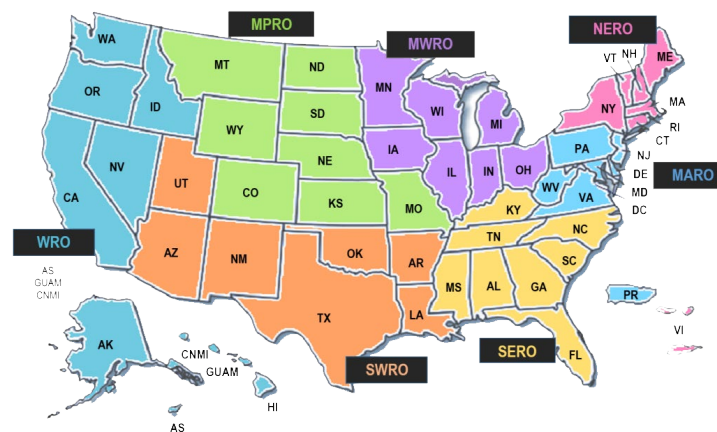 WA
MPRO
NERO
MWRO
VT
NH
ME
MT
ND
MN
OR
ID
WI
MI
NY
MA
RI
CT
SD
WY
IA
PA
NJ
NE
NV
UT
IL
IN
OH
DE
MD
MARO
DC
CO
KS
MO
WV
VA
CA
KY
NC
WRO
AZ
NM
OK
AR
TN
SC
AS
GUAM
CNMI
MS
AL
GA
PR
TX
LA
VI
AK
CNMI
GUAM
SWRO
SERO
FL
HI
AS